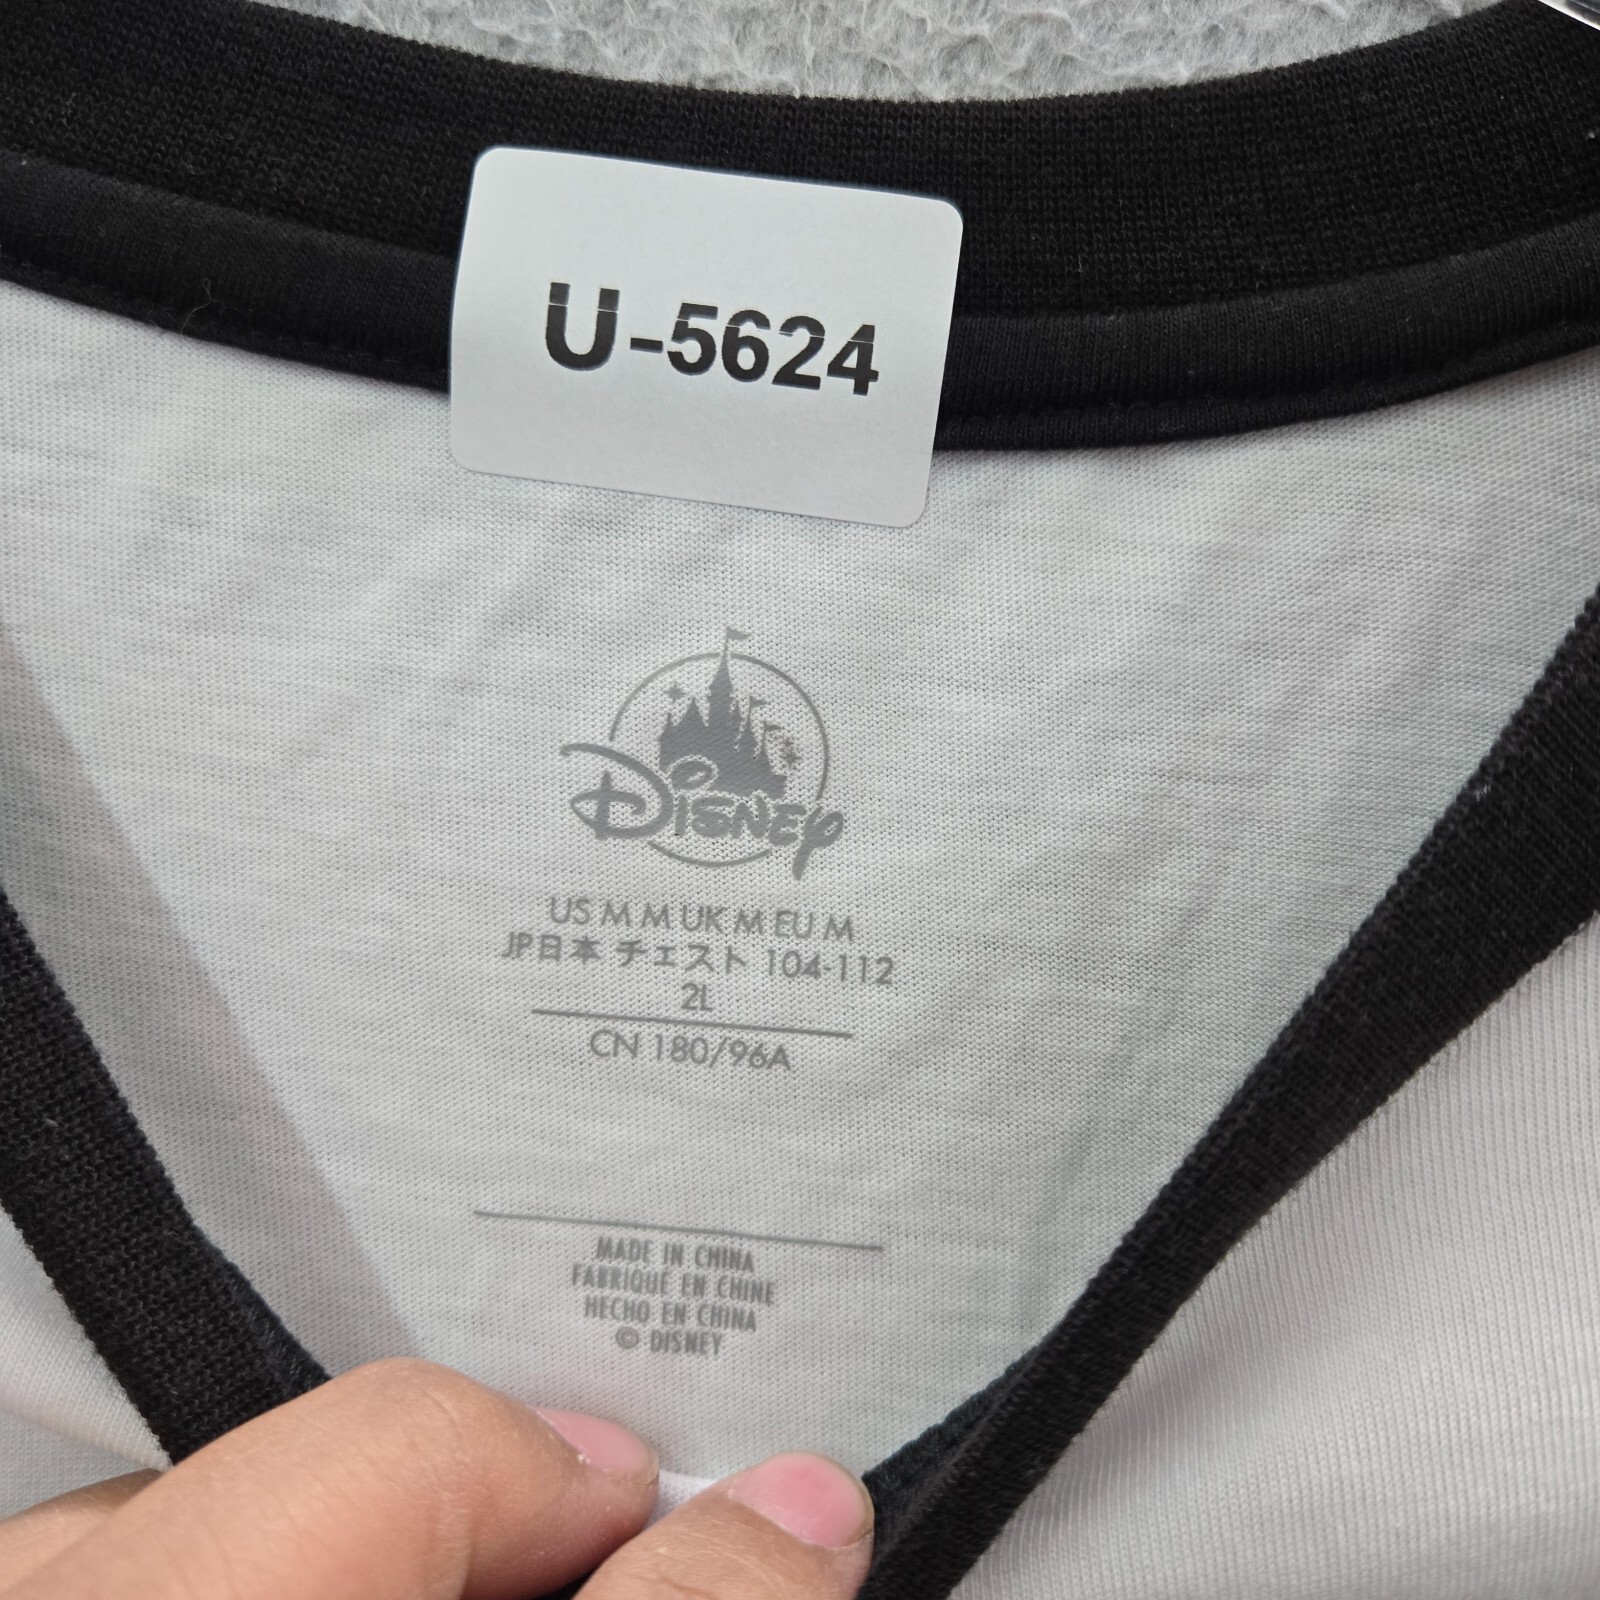 U-5624
Disney
US M M UK M EU M
JP日本 チェスト 104-112
2L
CN 180/96A
MADE IN CHINA
FABRIQUÉ EN CHINE
HECHO EN CHINA
© DISNEY